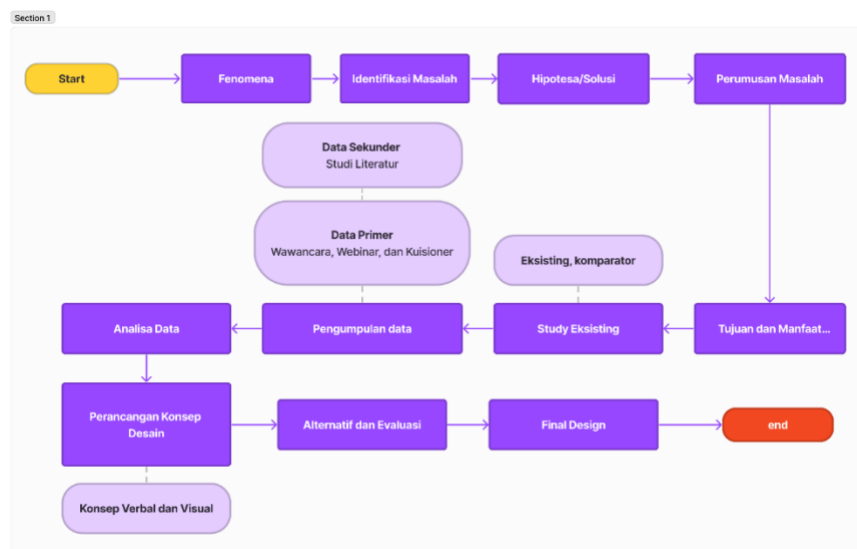 Section 1
Start
Fenomena
Identifikasi Masalah
Hipotesa/Solusi
Perumusan Masalah
Data Sekunder
Studi Literatur
Data Primer
Wawancara, Webinar, dan Kuisioner
Eksisting, komparator
Analisa Data
Pengumpulan data
Study Eksisting
Tujuan dan Manfaat...
Perancangan Konsep
Desain
Alternatif dan Evaluasi
Final Design
end
Konsep Verbal dan Visual